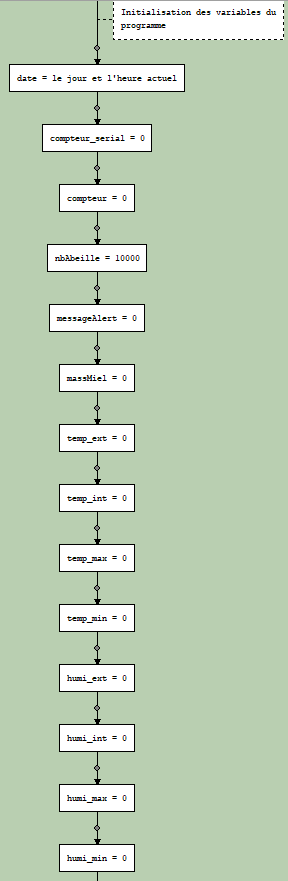 Initialisation des variables du
programme
date = le jour et l'heure actuel
compteur_serial = 0
compteur = 0
nbAbeille = 10000
messageAlert = 0
massMiel = 0
temp_ext = 0
temp_int = 0
temp_max = 0
temp_min = 0
humi_ext = 0
humi_int = 0
humi_max = 0
humi_min = 0